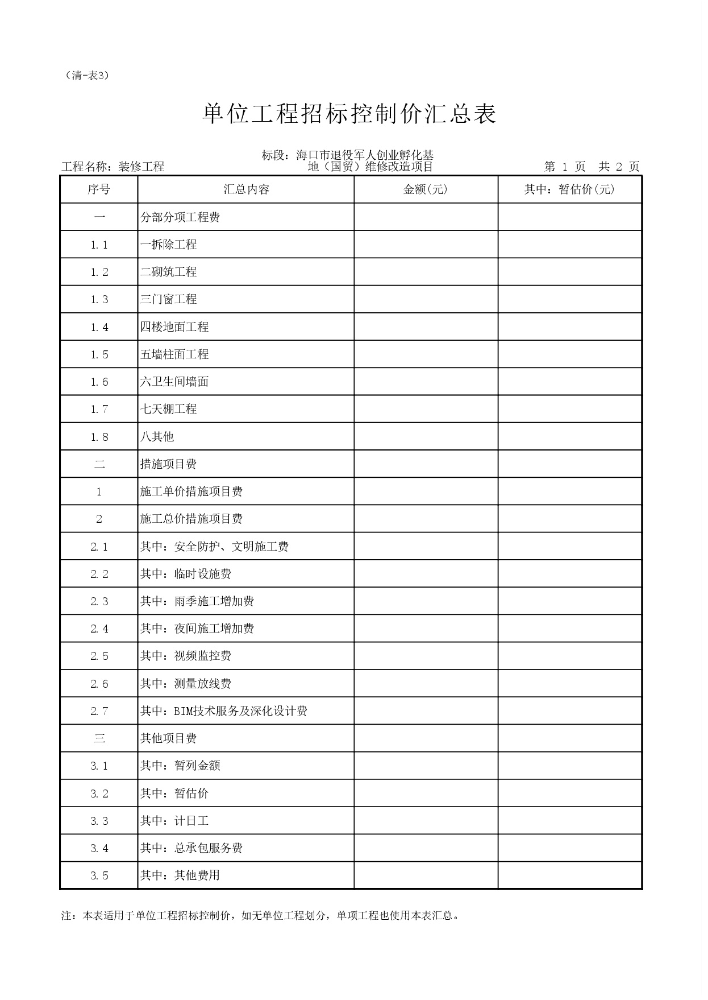 （清-表3）
单位工程招标控制价汇总表
标段：海口市退役军人创业孵化基
工程名称：装修工程 地（国贸）维修改造项目 第 1 页 共 2 页
序号 汇总内容 金额(元) 其中：暂估价(元)
一 分部分项工程费
1.1 一拆除工程
1.2 二砌筑工程
1.3 三门窗工程
1.4 四楼地面工程
1.5 五墙柱面工程
1.6 六卫生间墙面
1.7 七天棚工程
1.8 八其他
二 措施项目费
1 施工单价措施项目费
2 施工总价措施项目费
2.1 其中：安全防护、文明施工费
2.2 其中：临时设施费
2.3 其中：雨季施工增加费
2.4 其中：夜间施工增加费
2.5 其中：视频监控费
2.6 其中：测量放线费
2.7 其中：BIM技术服务及深化设计费
三 其他项目费
3.1 其中：暂列金额
3.2 其中：暂估价
3.3 其中：计日工
3.4 其中：总承包服务费
3.5 其中：其他费用
注：本表适用于单位工程招标控制价，如无单位工程划分，单项工程也使用本表汇总。